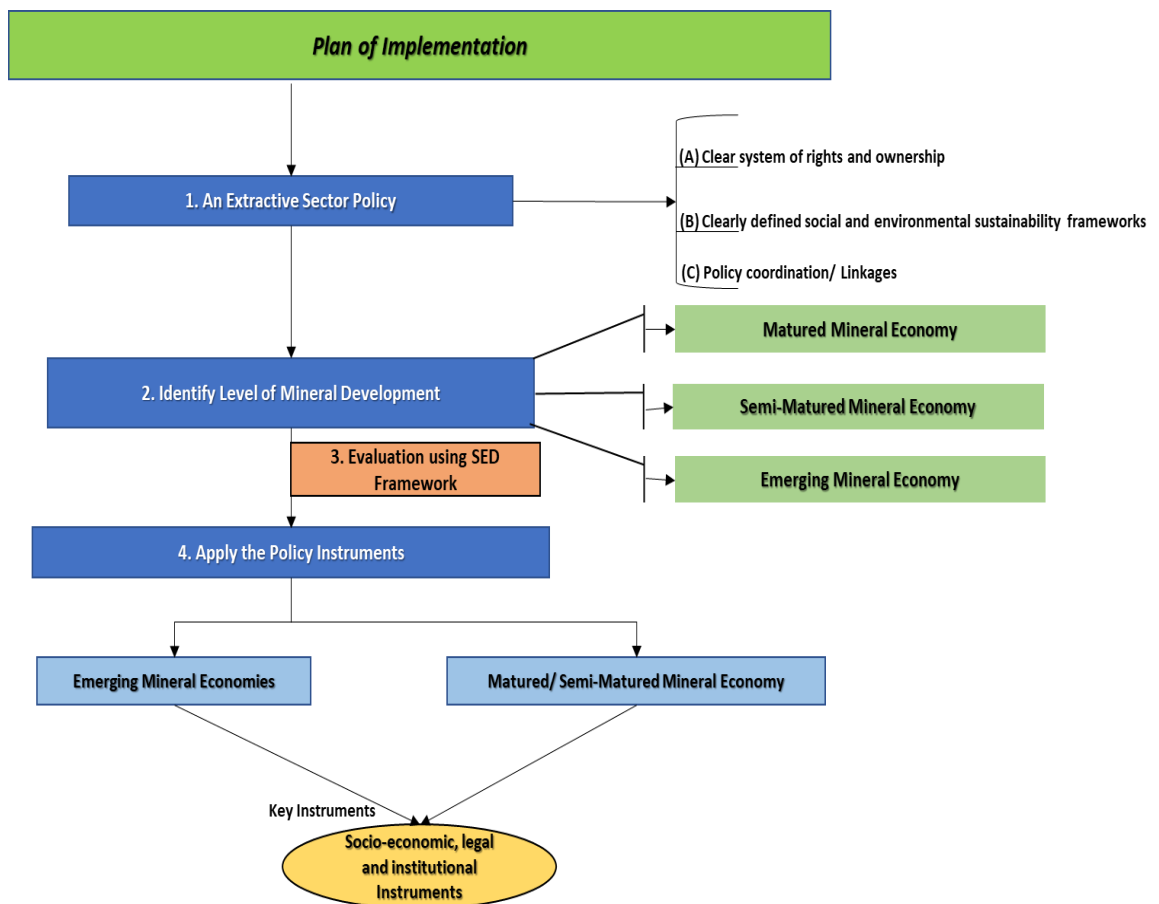 Plan of Implementation
1. An Extractive Sector Policy
(A) Clear system of rights and ownership
(B) Clearly defined social and environmental sustainability frameworks
(C) Policy coordination/ Linkages
2. Identify Level of Mineral Development
Matured Mineral Economy
Semi-Matured Mineral Economy
Emerging Mineral Economy
3. Evaluation using SED
Framework
4. Apply the Policy Instruments
Emerging Mineral Economies
Matured/ Semi-Matured Mineral Economy
Key Instruments
Socio-economic, legal
and institutional
Instruments